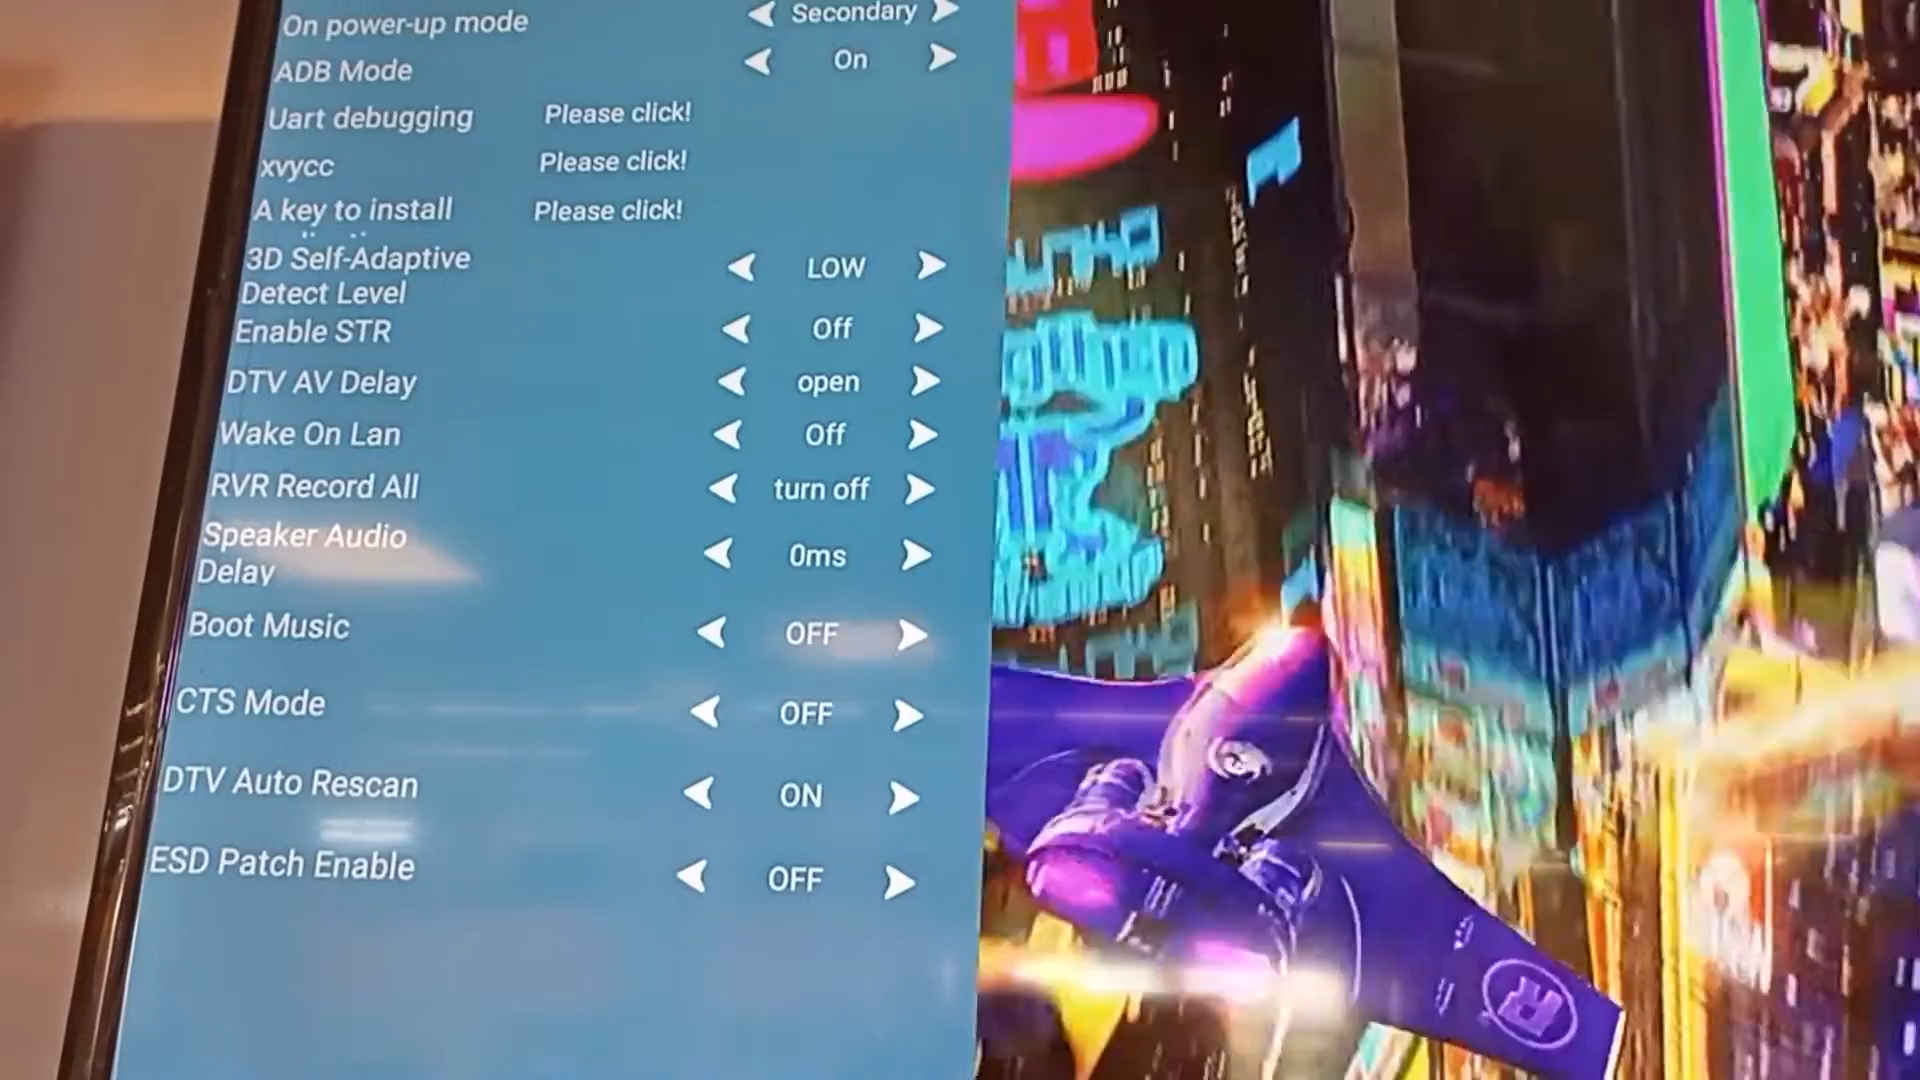 On power-up mode Secondary
ADB Mode On
Uart debugging Please click!
xvycc Please click!
A key to install Please click!
3D Self-Adaptive
Detect Level LOW
Enable STR Off
DTV AV Delay open
Wake On Lan Off
RVR Record All turn off
Speaker Audio
Delay 0ms
Boot Music OFF
CTS Mode OFF
DTV Auto Rescan ON
ESD Patch Enable OFF
R